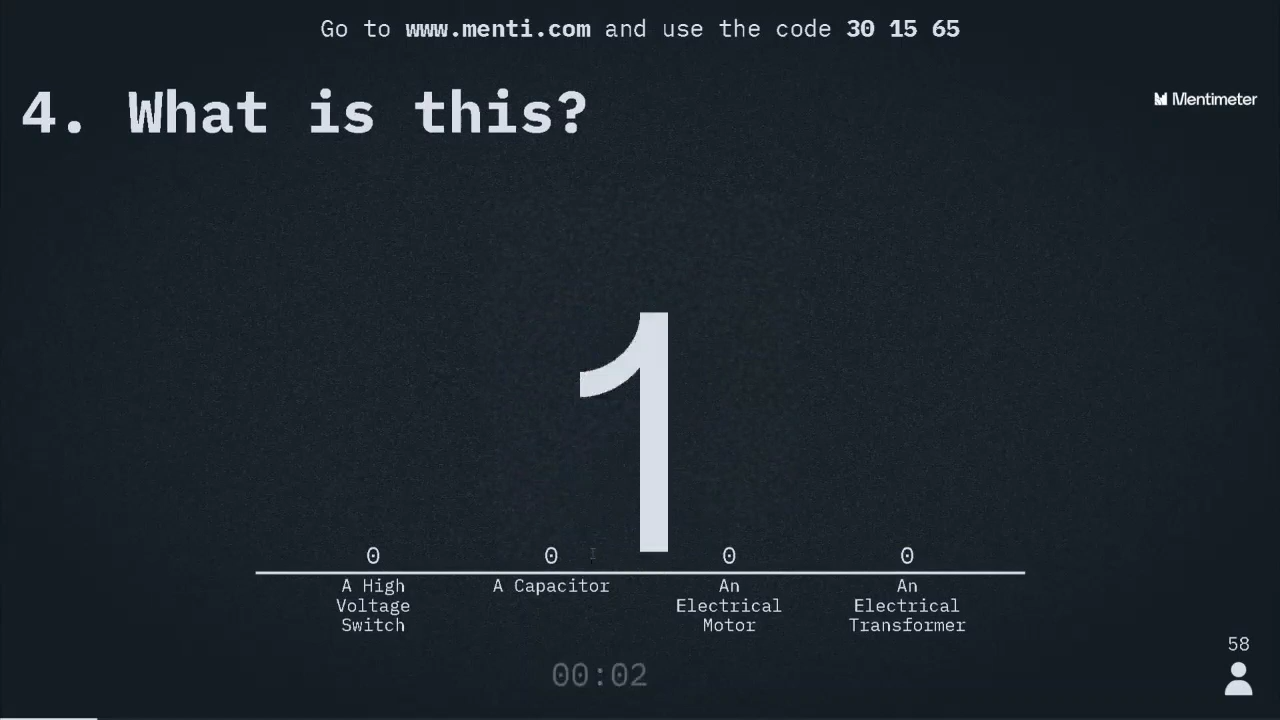 Go to www.menti.com and use the code 30 15 65
4. What is this?
Mentimeter
1
0 0 0 0
A High Voltage Switch
A Capacitor
An Electrical Motor
An Electrical Transformer
00:02
58